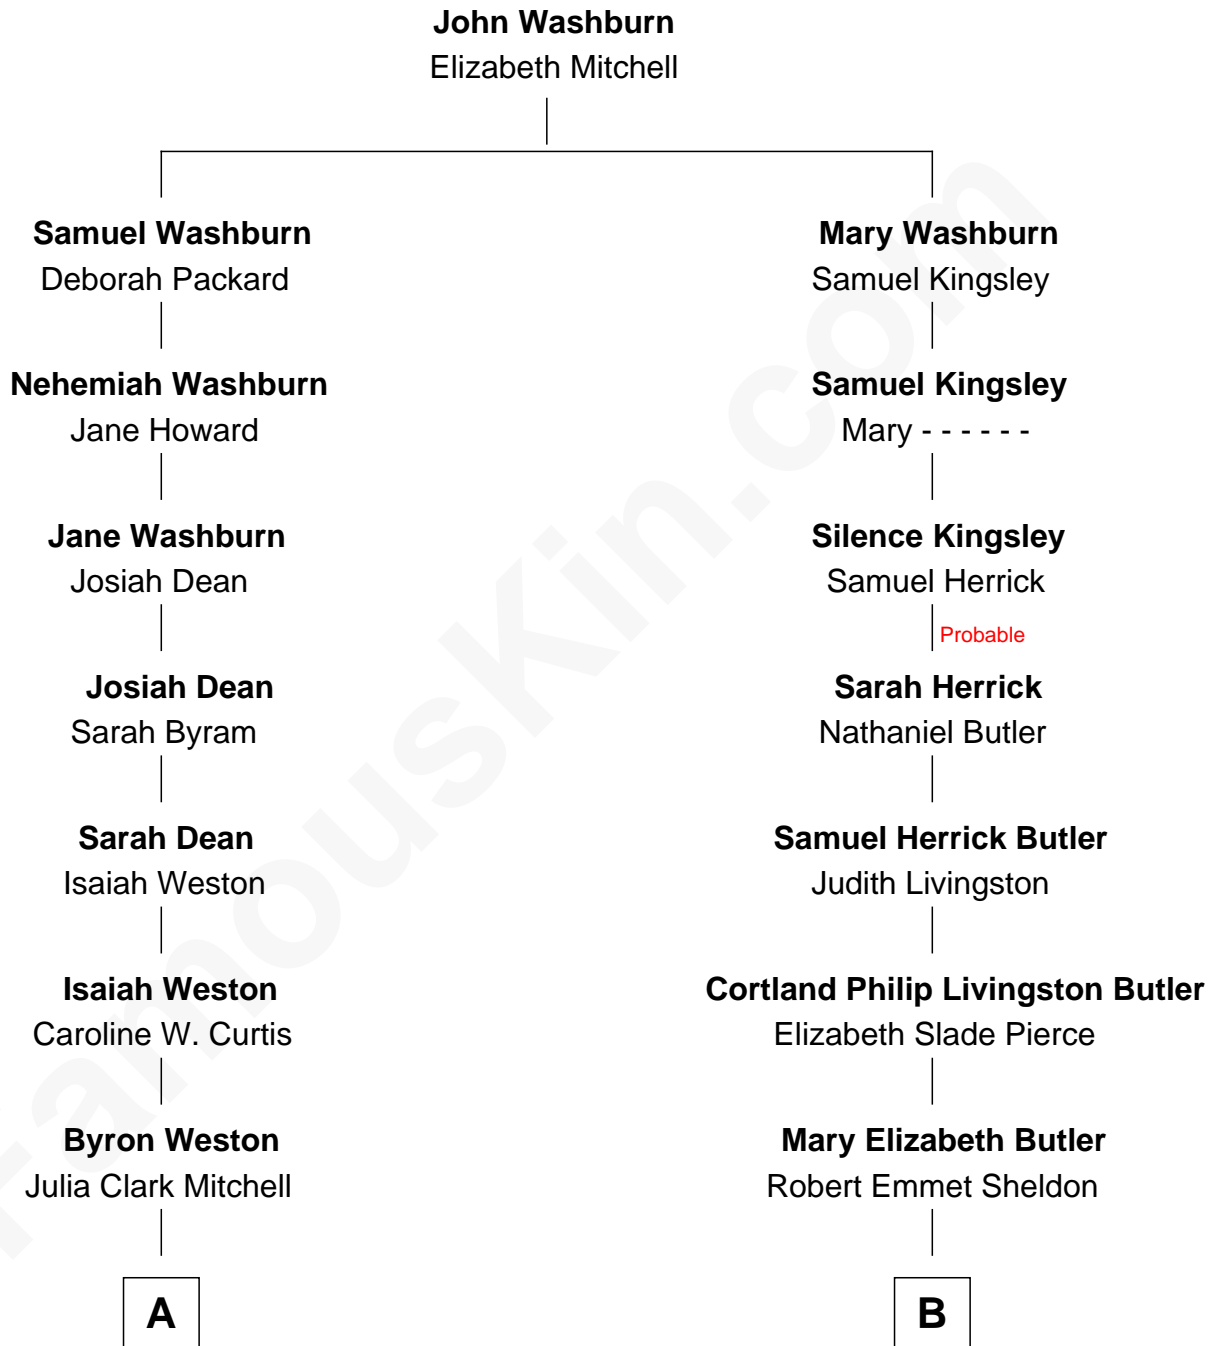 John Washburn
Elizabeth Mitchell
Samuel Washburn
Deborah Packard
Mary Washburn
Samuel Kingsley
Nehemiah Washburn
Jane Howard
Samuel Kingsley
Mary - - - - - -
Jane Washburn
Josiah Dean
Silence Kingsley
Samuel Herrick
Probable
Josiah Dean
Sarah Byram
Sarah Herrick
Nathaniel Butler
Sarah Dean
Isaiah Weston
Samuel Herrick Butler
Judith Livingston
Isaiah Weston
Caroline W. Curtis
Cortland Philip Livingston Butler
Elizabeth Slade Pierce
Byron Weston
Julia Clark Mitchell
Mary Elizabeth Butler
Robert Emmet Sheldon
A
B
FamousKin.com